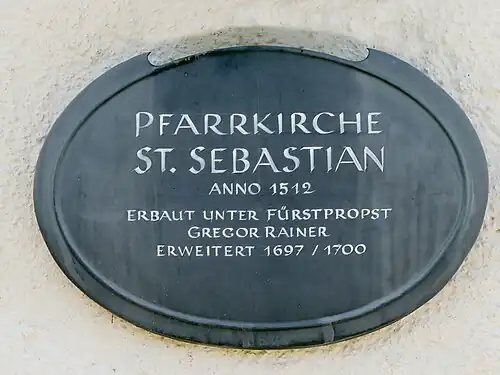 PFARRKIRCHE
ST. SEBASTIAN
ANNO 1512
ERBAUT UNTER FÜRSTPROPST
GREGOR RAINER
ERWEITERT 1697 / 1700